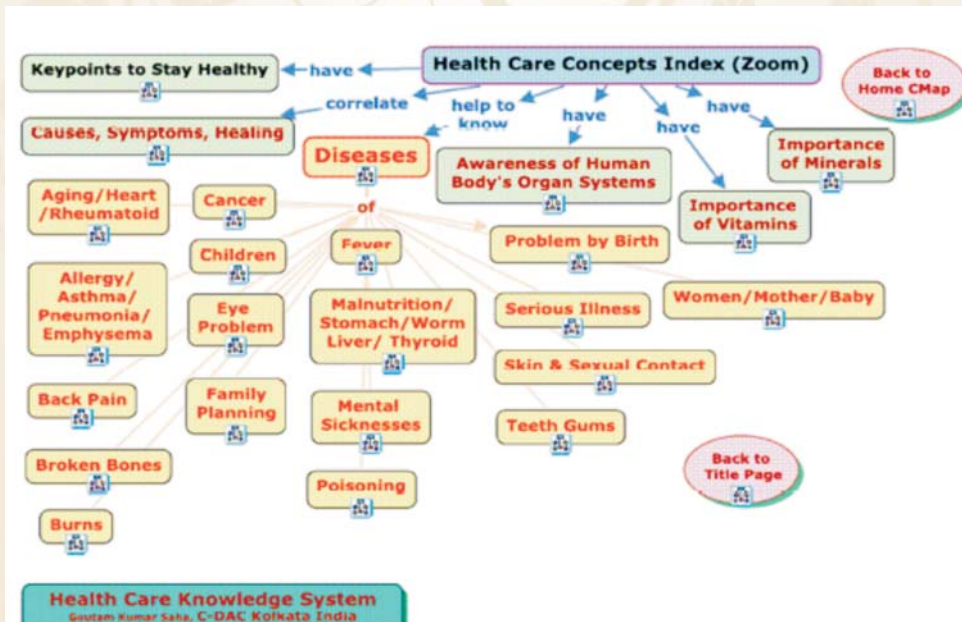 Health Care Concepts Index (Zoom)
Keypoints to Stay Healthy
have
Back to
Home CMap
correlate
help to
know
have
have
have
Causes, Symptoms, Healing
Diseases
Awareness of Human
Body's Organ Systems
Importance
of Minerals
Importance
of Vitamins
of
Aging/Heart
/Rheumatoid
Cancer
Fever
Problem by Birth
Children
Allergy/
Asthma/
Pneumonia/
Emphysema
Eye
Problem
Malnutrition/
Stomach/Worm
Liver/ Thyroid
Serious Illness
Women/Mother/Baby
Skin & Sexual Contact
Back Pain
Family
Planning
Mental
Sicknesses
Teeth Gums
Broken Bones
Poisoning
Back to
Title Page
Burns
Health Care Knowledge System
Goutam Kumar Saha, C-DAC Kolkata India